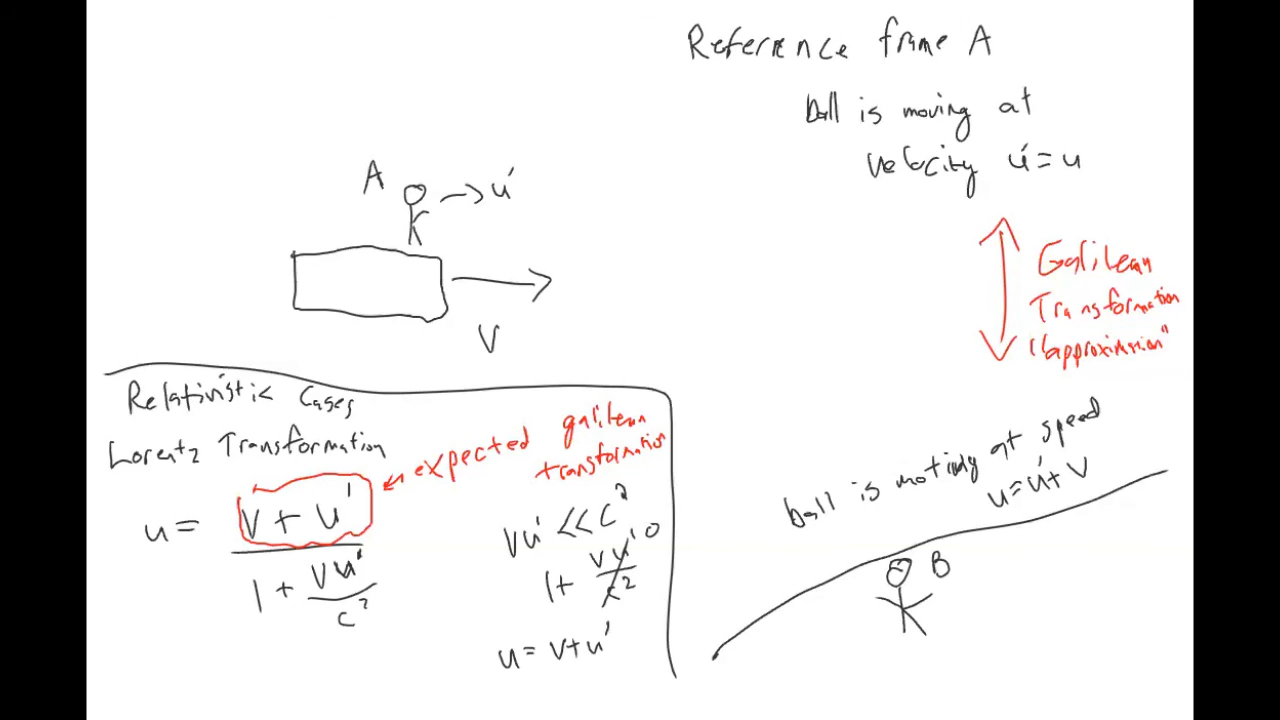 Reference frame A
ball is moving at
velocity u' = u
A
→ u'
V
Galilean
Transformation
"approximation"
Relativistic Cases
Lorentz Transformation
← expected galilean
transformation
u = (V + u') / (1 + Vu'/c²)
Vu' << c²
1 + Vu'/c² 0
u = V + u'
ball is moving at speed
u = u' + V
B